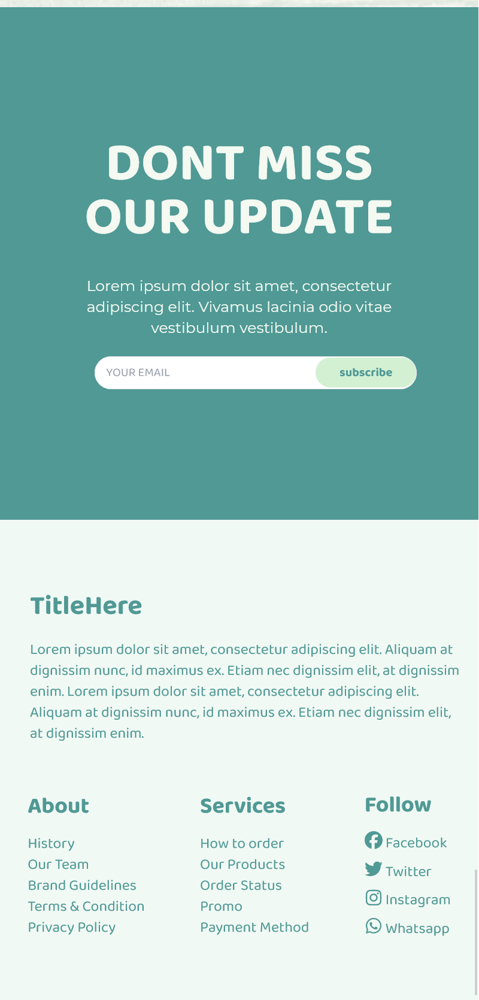 DONT MISS
OUR UPDATE
Lorem ipsum dolor sit amet, consectetur
adipiscing elit. Vivamus lacinia odio vitae
vestibulum vestibulum.
YOUR EMAIL
subscribe
TitleHere
Lorem ipsum dolor sit amet, consectetur adipiscing elit. Aliquam at
dignissim nunc, id maximus ex. Etiam nec dignissim elit, at dignissim
enim. Lorem ipsum dolor sit amet, consectetur adipiscing elit.
Aliquam at dignissim nunc, id maximus ex. Etiam nec dignissim elit,
at dignissim enim.
About
History
Our Team
Brand Guidelines
Terms & Condition
Privacy Policy
Services
How to order
Our Products
Order Status
Promo
Payment Method
Follow
Facebook
Twitter
Instagram
Whatsapp